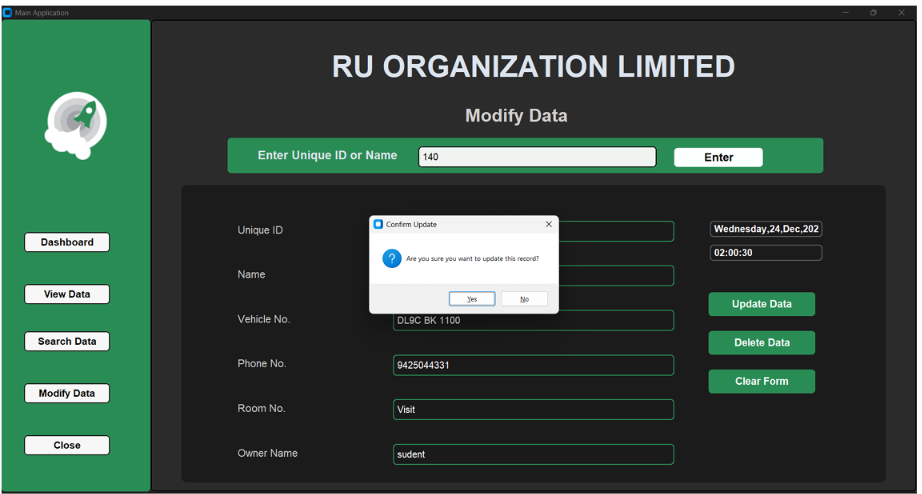 Main Application
RU ORGANIZATION LIMITED
Modify Data
Enter Unique ID or Name 140 Enter
Unique ID
Confirm Update
Are you sure you want to update this record?
Yes No
Wednesday,24,Dec,202
02:00:30
Name
Vehicle No. DL9C BK 1100
Phone No. 9425044331
Room No. Visit
Owner Name sudent
Update Data
Delete Data
Clear Form
Dashboard
View Data
Search Data
Modify Data
Close